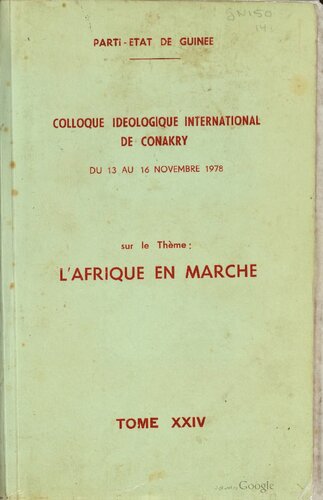 PARTI-ETAT DE GUINEE
COLLOQUE IDEOLOGIQUE INTERNATIONAL
DE CONAKRY
DU 13 AU 16 NOVEMBRE 1978
sur le Thème :
L'AFRIQUE EN MARCHE
TOME XXIV
Google